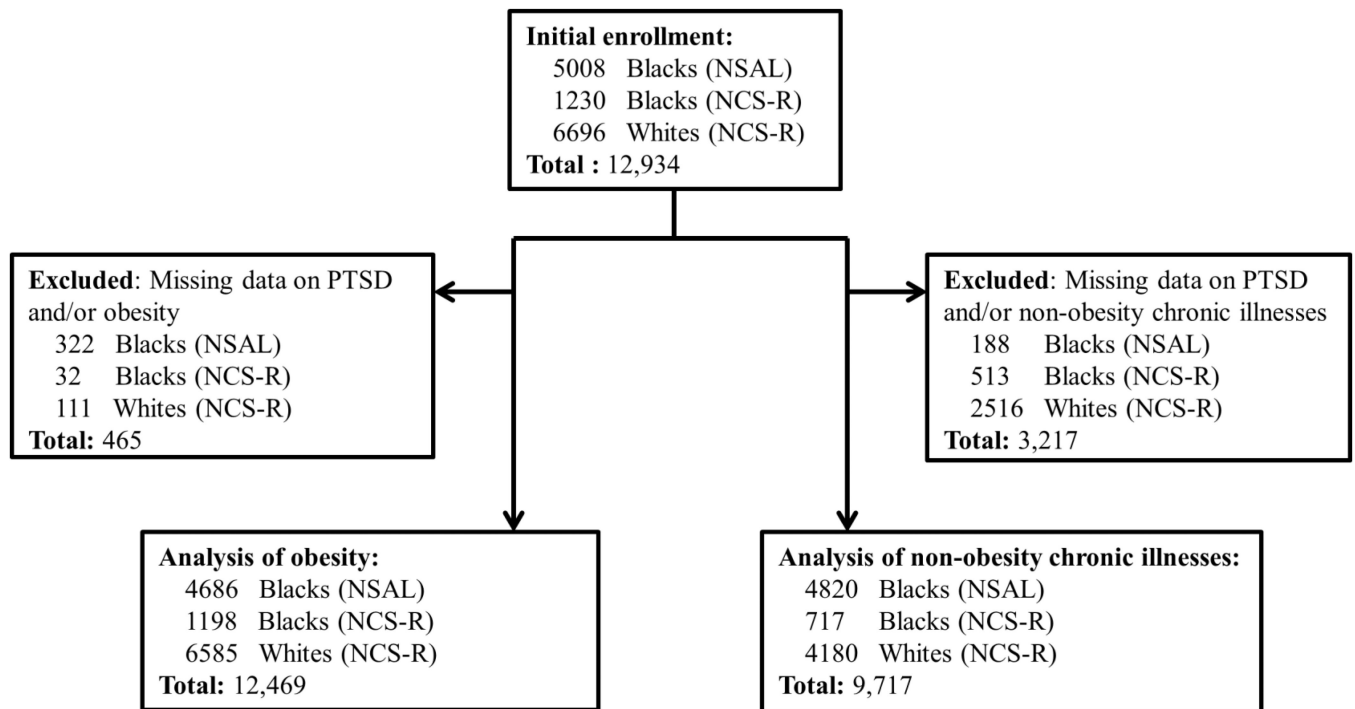 Initial enrollment:
5008 Blacks (NSAL)
1230 Blacks (NCS-R)
6696 Whites (NCS-R)
Total : 12,934
Excluded: Missing data on PTSD
and/or obesity
322 Blacks (NSAL)
32 Blacks (NCS-R)
111 Whites (NCS-R)
Total: 465
Excluded: Missing data on PTSD
and/or non-obesity chronic illnesses
188 Blacks (NSAL)
513 Blacks (NCS-R)
2516 Whites (NCS-R)
Total: 3,217
Analysis of obesity:
4686 Blacks (NSAL)
1198 Blacks (NCS-R)
6585 Whites (NCS-R)
Total: 12,469
Analysis of non-obesity chronic illnesses:
4820 Blacks (NSAL)
717 Blacks (NCS-R)
4180 Whites (NCS-R)
Total: 9,717